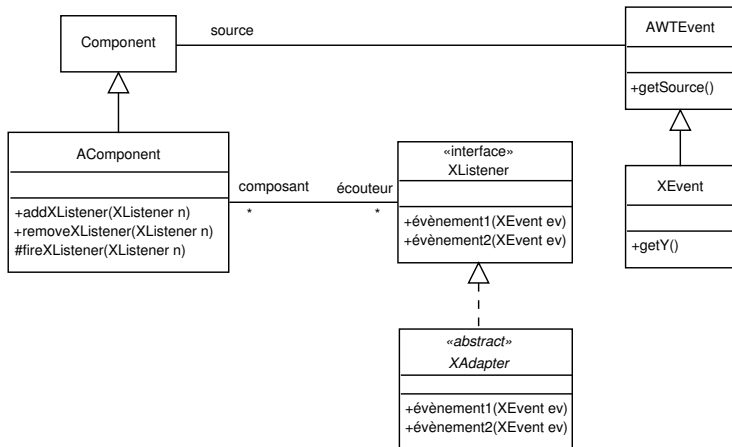 Component
source
AWTEvent
+getSource()
AComponent
+addXListener(XListener n)
+removeXListener(XListener n)
#fireXListener(XListener n)
composant
*
écouteur
*
«interface»
XListener
+évènement1(XEvent ev)
+évènement2(XEvent ev)
XEvent
+getY()
«abstract»
XAdapter
+évènement1(XEvent ev)
+évènement2(XEvent ev)